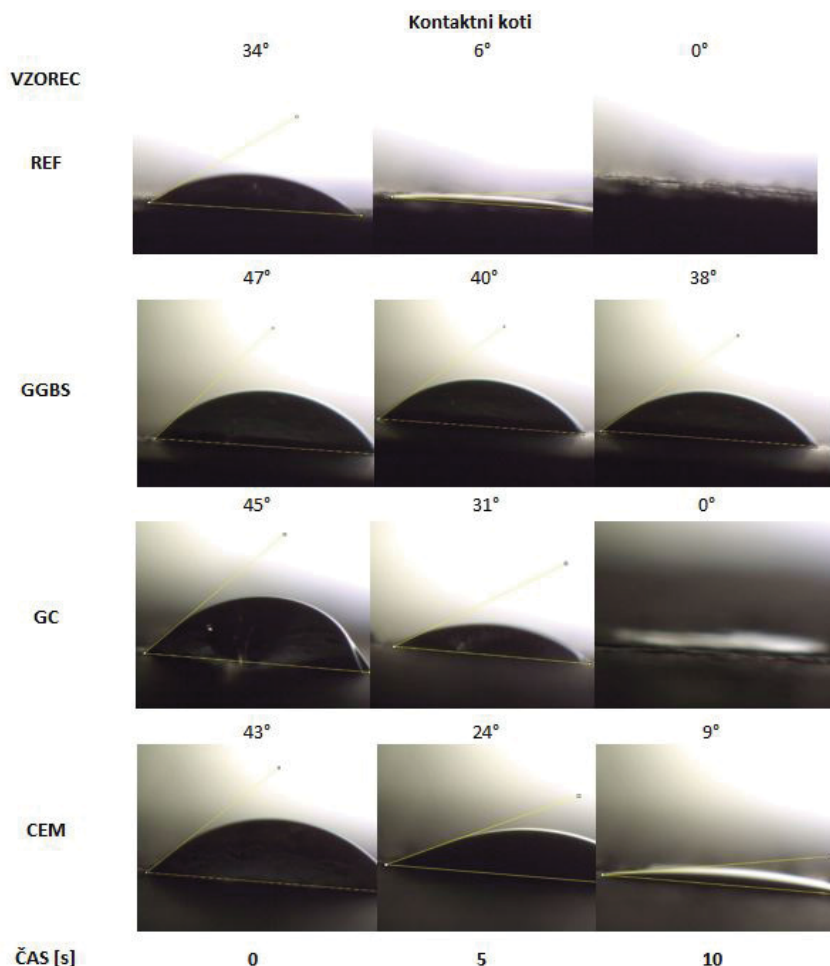 Kontaktni koti
34° 6° 0°
VZOREC
REF
47° 40° 38°
GGBS
45° 31° 0°
GC
43° 24° 9°
CEM
ČAS [s] 0 5 10